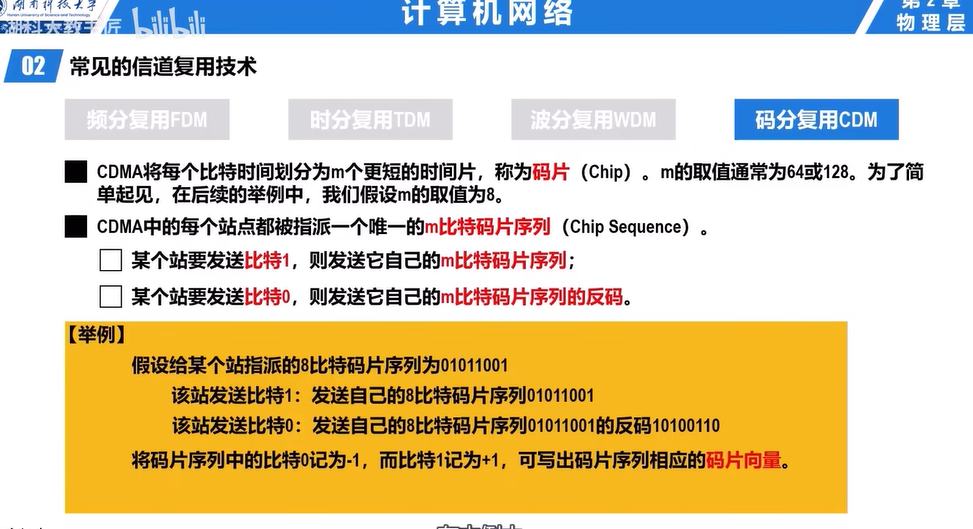 湖南科技大学
Hunan University of Science and Technology
湖科大教书匠 bilibili
计算机网络
第2章
物理层
02 常见的信道复用技术
频分复用FDM 时分复用TDM 波分复用WDM 码分复用CDM
CDMA将每个比特时间划分为m个更短的时间片，称为码片（Chip）。m的取值通常为64或128。为了简
单起见，在后续的举例中，我们假设m的取值为8。
CDMA中的每个站点都被指派一个唯一的m比特码片序列（Chip Sequence）。
某个站要发送比特1，则发送它自己的m比特码片序列；
某个站要发送比特0，则发送它自己的m比特码片序列的反码。
【举例】
假设给某个站指派的8比特码片序列为01011001
该站发送比特1：发送自己的8比特码片序列01011001
该站发送比特0：发送自己的8比特码片序列01011001的反码10100110
将码片序列中的比特0记为-1，而比特1记为+1，可写出码片序列相应的码片向量。